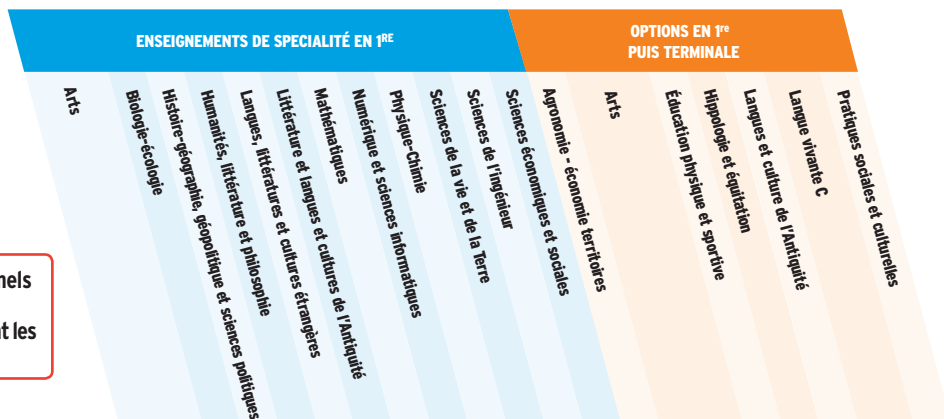 ENSEIGNEMENTS DE SPECIALITÉ EN 1RE
OPTIONS EN 1re
PUIS TERMINALE
Arts
Biologie-écologie
Histoire-géographie, géopolitique et sciences politiques
Humanités, littérature et philosophie
Langues, littératures et cultures étrangères
Littérature et langues et cultures de l'Antiquité
Mathématiques
Numérique et sciences informatiques
Physique-Chimie
Sciences de la vie et de la Terre
Sciences de l'ingénieur
Sciences économiques et sociales
Agronomie - économie territoires
Arts
Éducation physique et sportive
Hippologie et équitation
Langues et culture de l'Antiquité
Langue vivante C
Pratiques sociales et culturelles
les